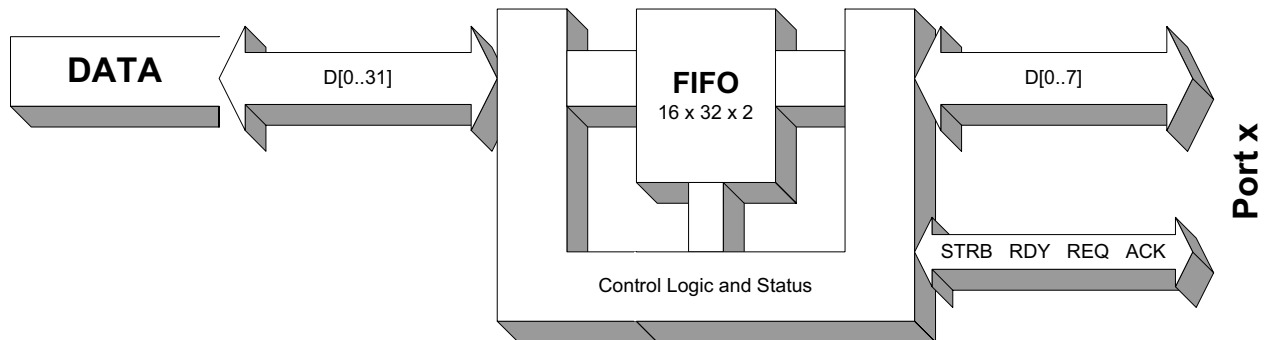 DATA
D[0..31]
FIFO
16 x 32 x 2
D[0..7]
Port x
STRB RDY REQ ACK
Control Logic and Status